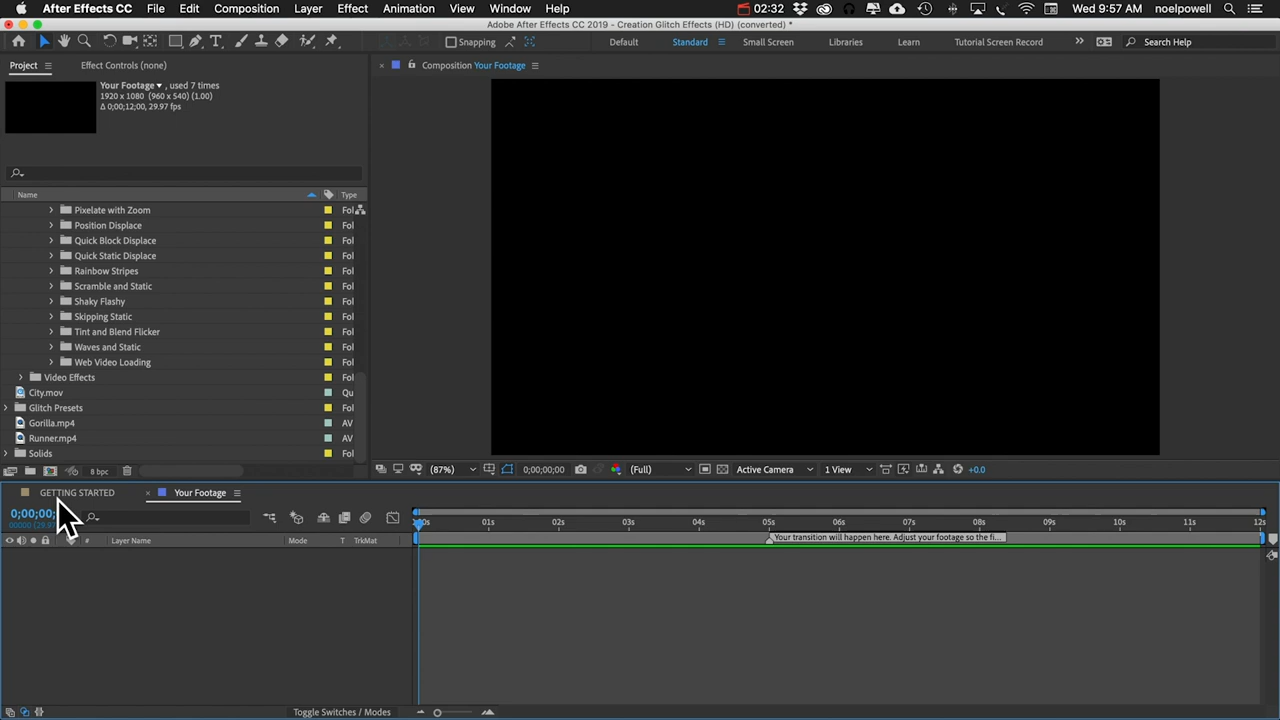 After Effects CC File Edit Composition Layer Effect Animation View Window Help 02:32 Wed 9:57 AM noelpowell
Adobe After Effects CC 2019 - Creation Glitch Effects (HD) (converted) *
Snapping Default Standard Small Screen Libraries Learn Tutorial Screen Record Search Help
Project Effect Controls (none) Composition Your Footage
Your Footage , used 7 times
1920 x 1080 (960 x 540) (1.00)
Δ 0;00;12;00, 29.97 fps
Name Type
Pixelate with Zoom Fol
Position Displace Fol
Quick Block Displace Fol
Quick Static Displace Fol
Rainbow Stripes Fol
Scramble and Static Fol
Shaky Flashy Fol
Skipping Static Fol
Tint and Blend Flicker Fol
Waves and Static Fol
Web Video Loading Fol
Video Effects Fol
City.mov Qu
Glitch Presets Fol
Gorilla.mp4 AV
Runner.mp4 AV
Solids Fol
8 bpc (87%) 0;00;00;00 (Full) Active Camera 1 View +0.0
GETTING STARTED Your Footage
0;00;00;
00000 (29.97
:00s 01s 02s 03s 04s 05s 06s 07s 08s 09s 10s 11s 12s
# Layer Name Mode T TrkMat Your transition will happen here. Adjust your footage so the fi...
Toggle Switches / Modes